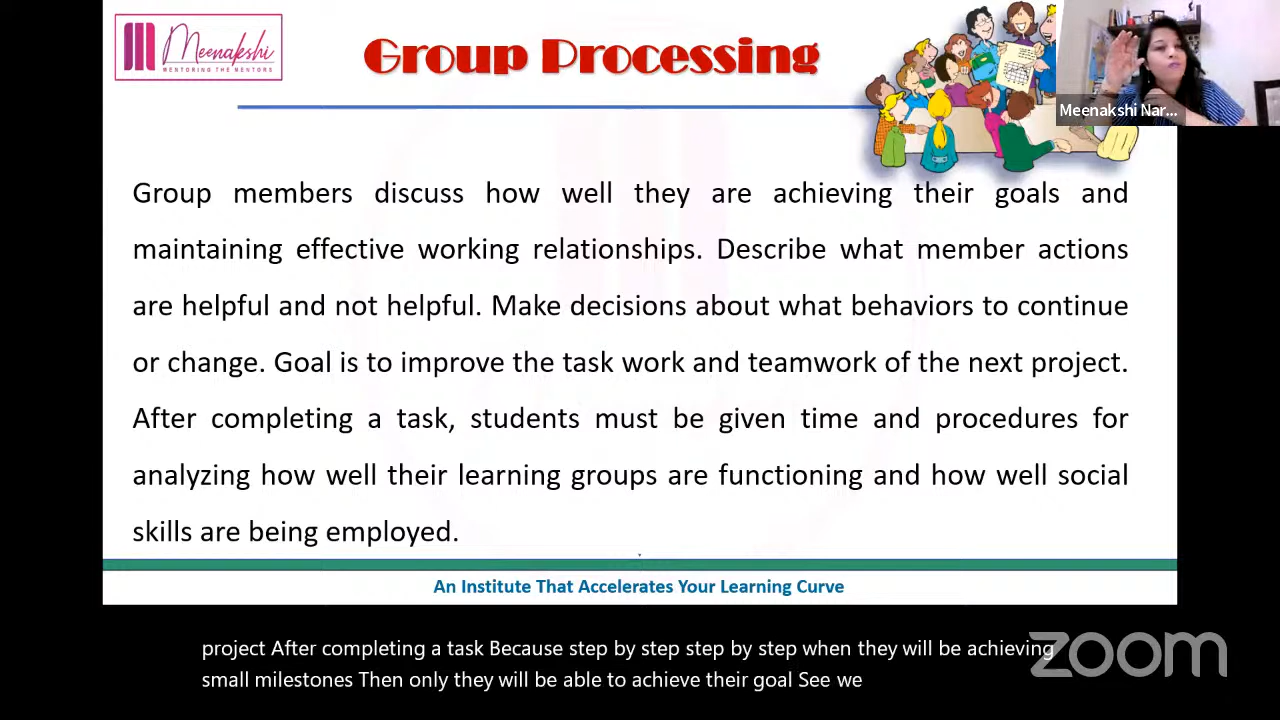 Meenakshi
MENTORING THE MENTORS
Group Processing
Meenakshi Nar...
Group members discuss how well they are achieving their goals and
maintaining effective working relationships. Describe what member actions
are helpful and not helpful. Make decisions about what behaviors to continue
or change. Goal is to improve the task work and teamwork of the next project.
After completing a task, students must be given time and procedures for
analyzing how well their learning groups are functioning and how well social
skills are being employed.
An Institute That Accelerates Your Learning Curve
project After completing a task Because step by step step by step when they will be achieving
small milestones Then only they will be able to achieve their goal See we
zoom